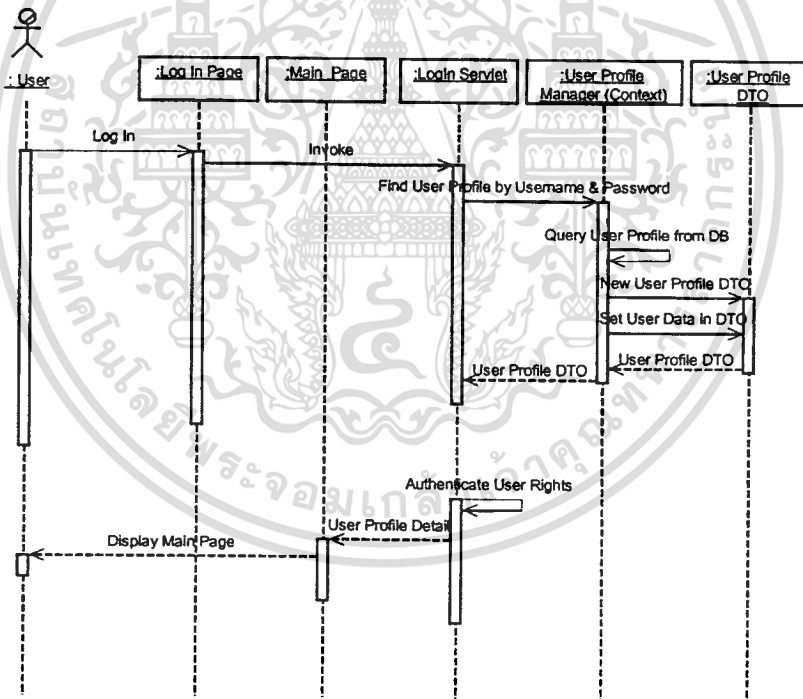 : User
:Log In Page
:Main Page
:Login Servlet
:User Profile
Manager (Context)
:User Profile
DTO
Log In
Invoke
Find User Profile by Username & Password
Query User Profile from DB
New User Profile DTO
Set User Data in DTO
User Profile DTO
User Profile DTO
Authenticate User Rights
User Profile Detail
Display Main Page